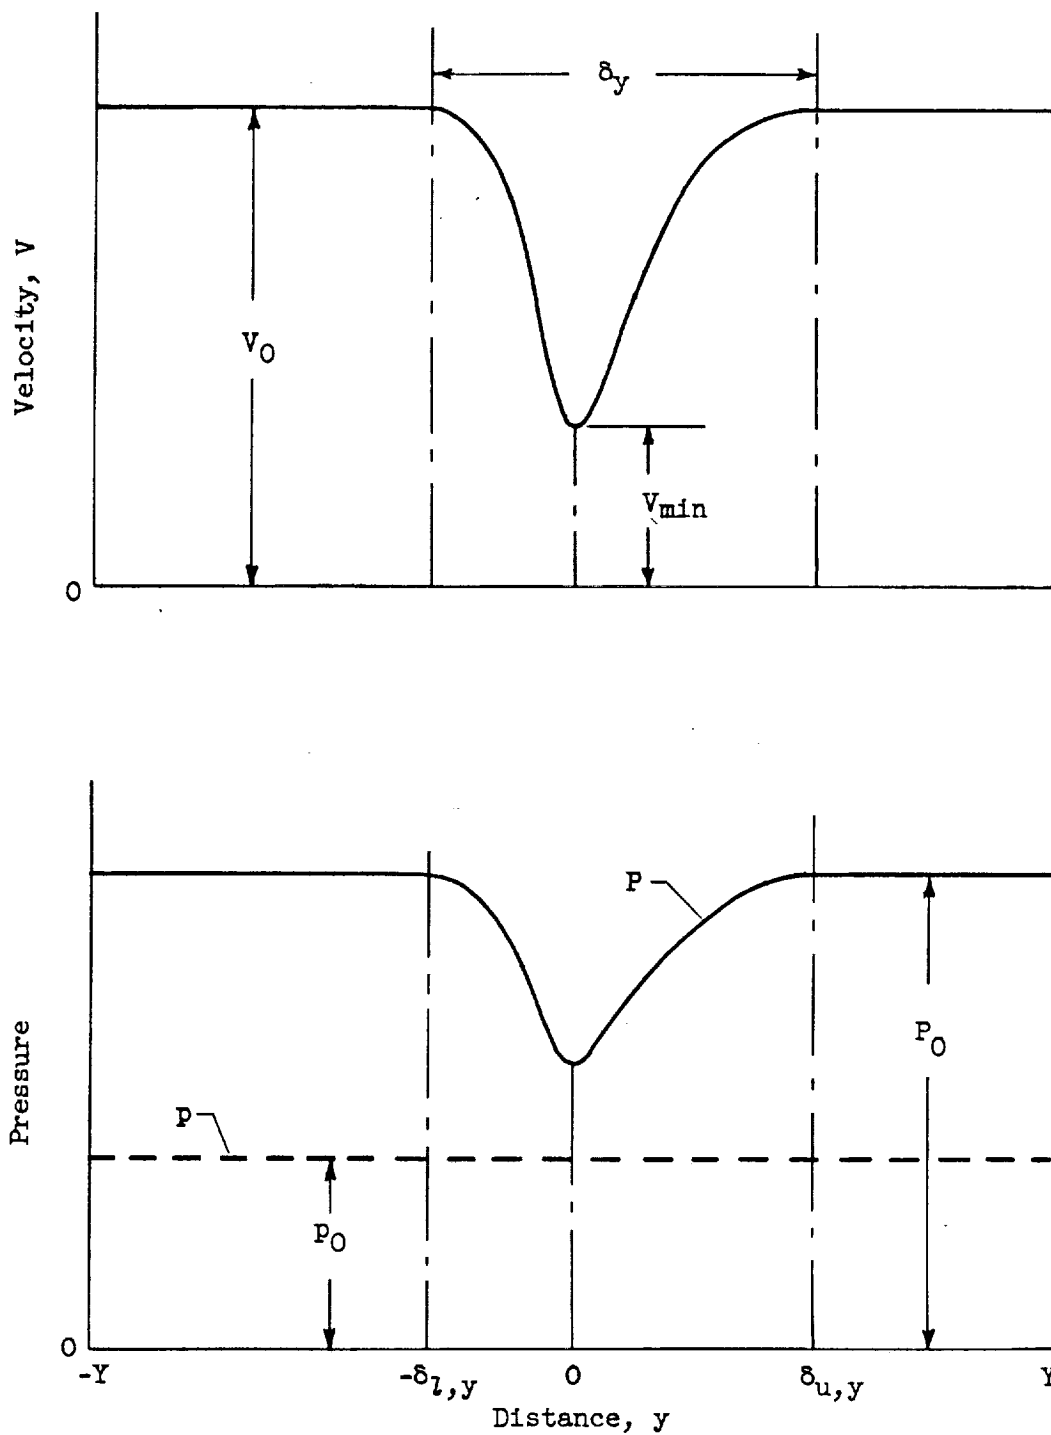 δy
Velocity, V
V0
Vmin
0
P
Pressure
P0
p
p0
0
-Y
-δl,y
0
δu,y
Y
Distance, y